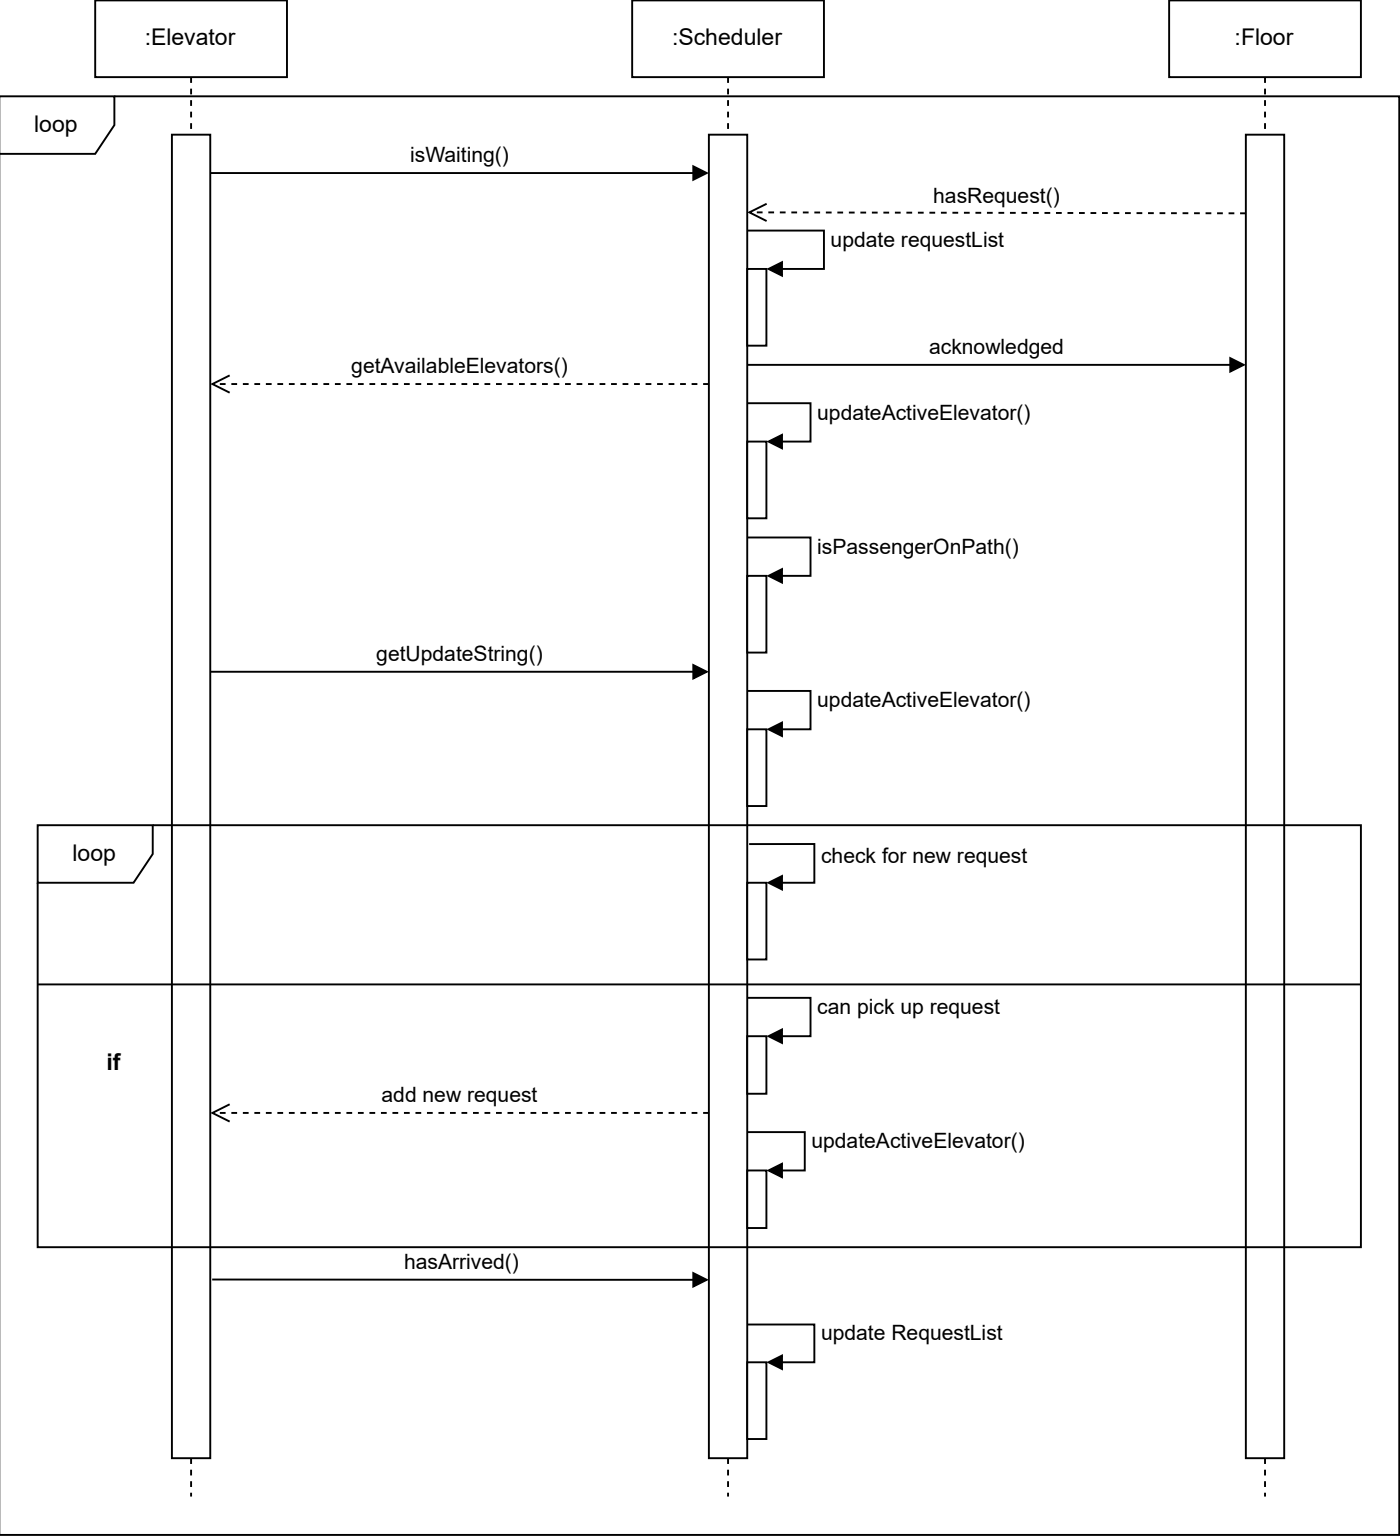 :Elevator
:Scheduler
:Floor
loop
isWaiting()
hasRequest()
update requestList
acknowledged
getAvailableElevators()
updateActiveElevator()
isPassengerOnPath()
getUpdateString()
updateActiveElevator()
loop
check for new request
can pick up request
if
add new request
updateActiveElevator()
hasArrived()
update RequestList